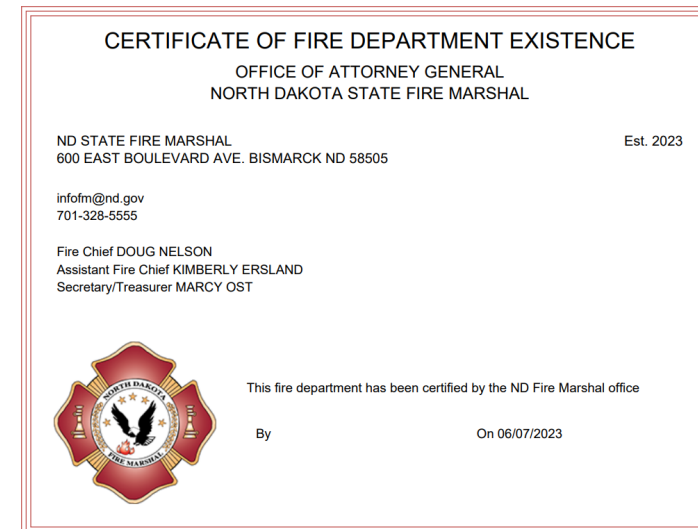 CERTIFICATE OF FIRE DEPARTMENT EXISTENCE
OFFICE OF ATTORNEY GENERAL
NORTH DAKOTA STATE FIRE MARSHAL
ND STATE FIRE MARSHAL Est. 2023
600 EAST BOULEVARD AVE. BISMARCK ND 58505
infofm@nd.gov
701-328-5555
Fire Chief DOUG NELSON
Assistant Fire Chief KIMBERLY ERSLAND
Secretary/Treasurer MARCY OST
NORTH DAKOTA
FIRE MARSHAL
This fire department has been certified by the ND Fire Marshal office
By On 06/07/2023